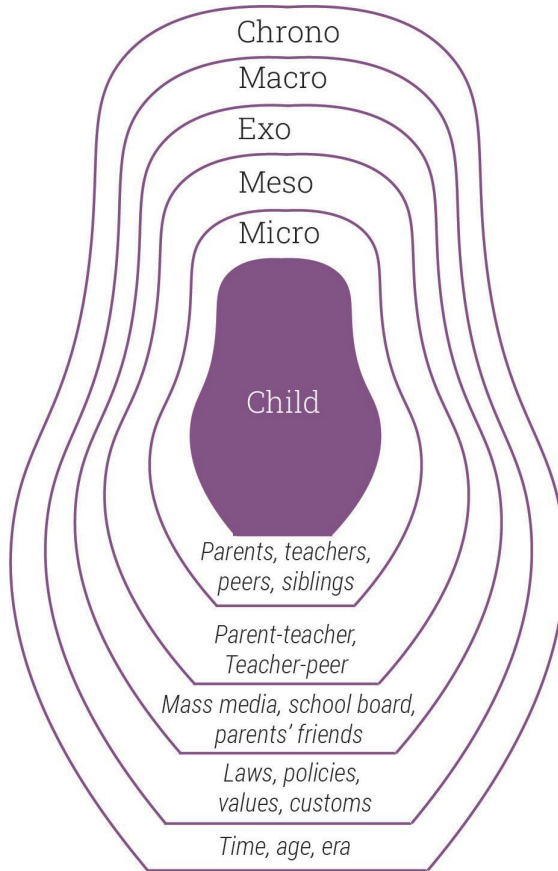 Chrono
Macro
Exo
Meso
Micro
Child
Parents, teachers,
peers, siblings
Parent-teacher,
Teacher-peer
Mass media, school board,
parents’ friends
Laws, policies,
values, customs
Time, age, era